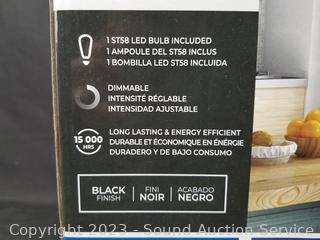 1 ST58 LED BULB INCLUDED
1 AMPOULE DEL ST58 INCLUS
1 BOMBILLA LED ST58 INCLUIDA
DIMMABLE
INTENSITÉ RÉGLABLE
INTENSIDAD AJUSTABLE
15 000
HRS
LONG LASTING & ENERGY EFFICIENT
DURABLE ET ÉCONOMIQUE EN ÉNÉRGIE
DURADERO Y DE BAJO CONSUMO
BLACK FINI ACABADO
FINISH NOIR NEGRO
Copyright 2023 - Sound Auction Service